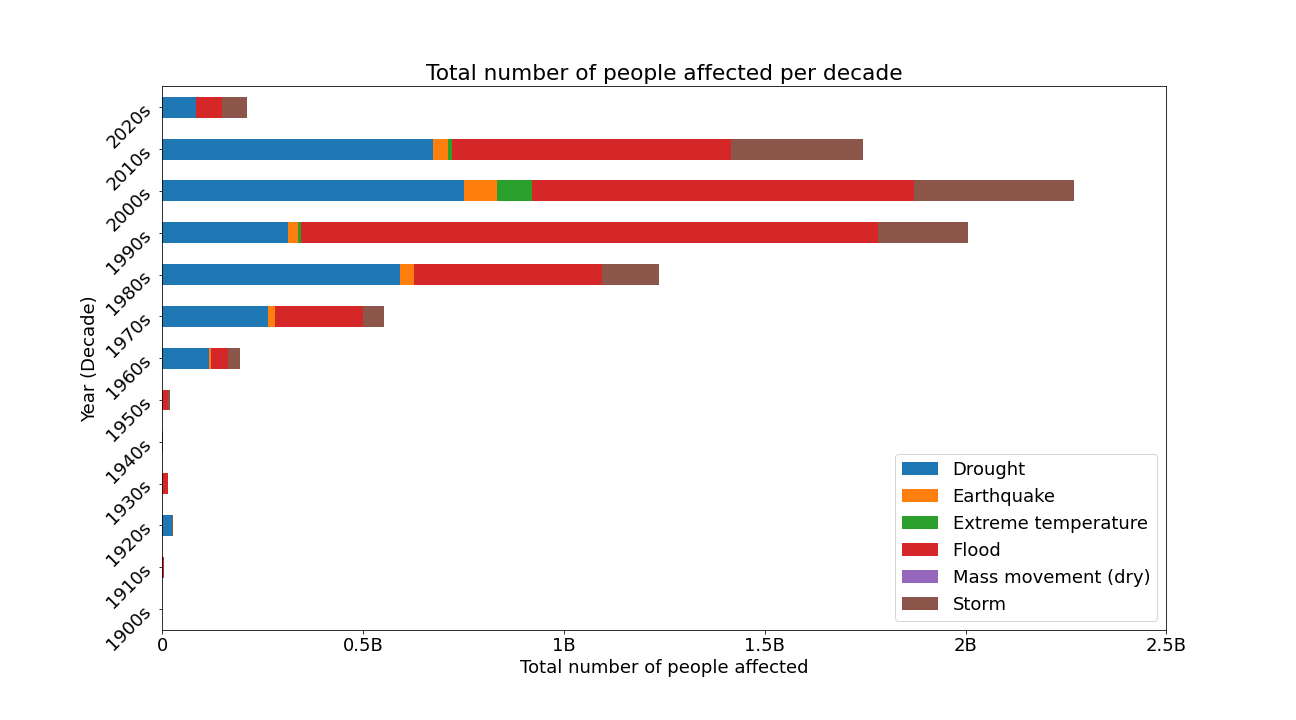 Total number of people affected per decade
Year (Decade)
2020s
2010s
2000s
1990s
1980s
1970s
1960s
1950s
1940s
1930s
1920s
1910s
1900s
0 0.5B 1B 1.5B 2B 2.5B
Total number of people affected
Drought
Earthquake
Extreme temperature
Flood
Mass movement (dry)
Storm